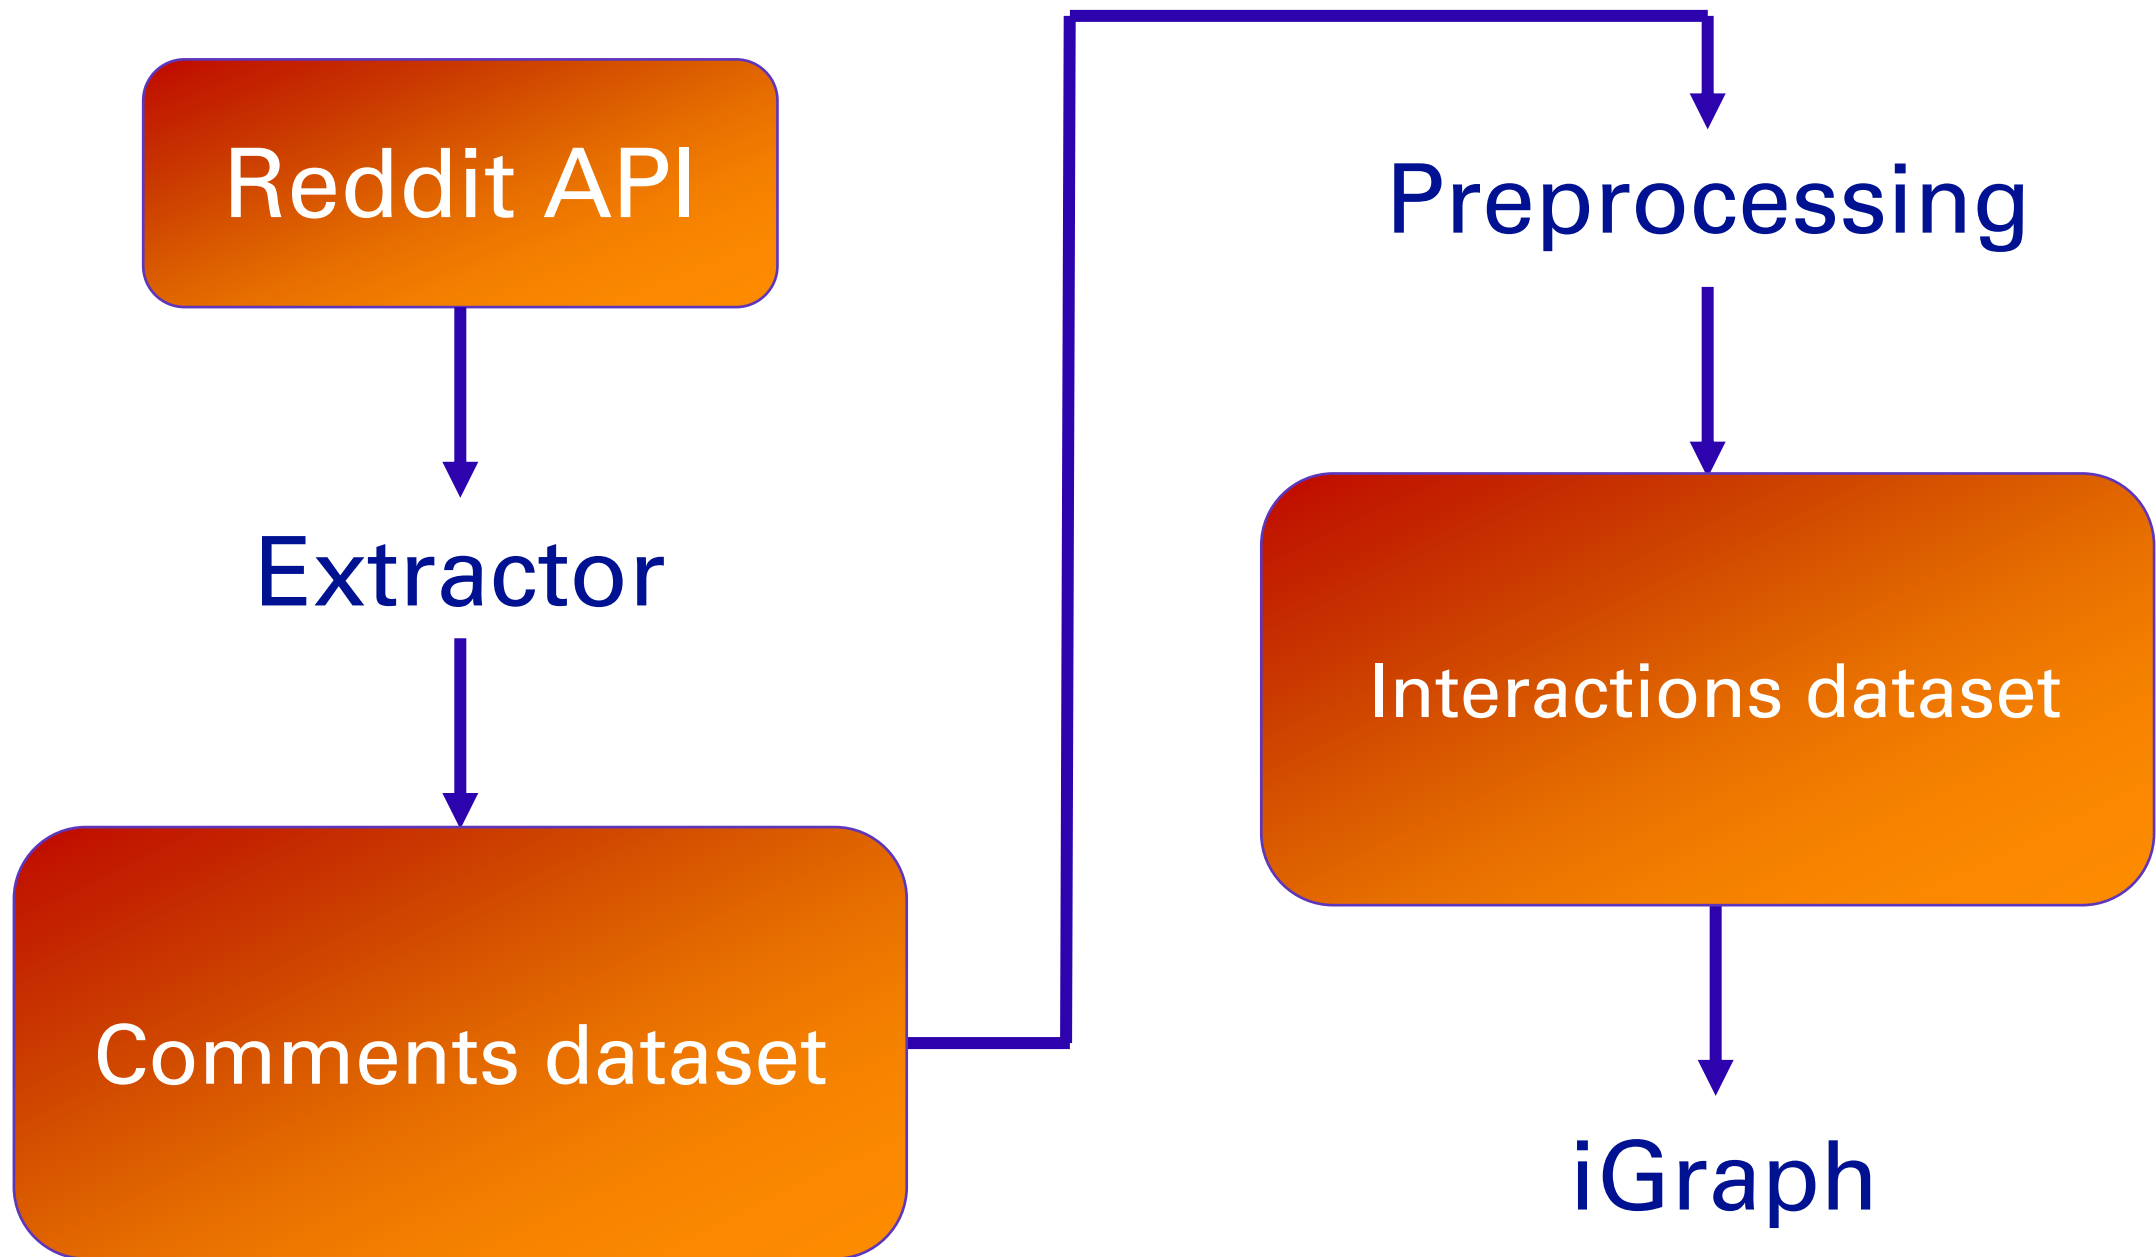 Reddit API
Extractor
Comments dataset
Preprocessing
Interactions dataset
iGraph